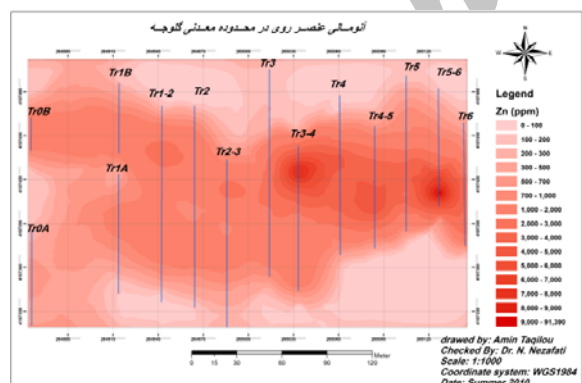 آنومالی عنصر روی در محدوده معدنی گلوجه
N
W E
S
Tr0B
Tr1B
Tr1-2
Tr2
Tr3
Tr4
Tr5
Tr5-6
Tr4-5
Tr6
Tr3-4
Tr2-3
Tr1A
Tr0A
Legend
Zn (ppm)
0 - 100
100 - 200
200 - 300
300 - 500
500 - 700
700 - 1,000
1,000 - 2,000
2,000 - 3,000
3,000 - 4,000
4,000 - 5,000
5,000 - 6,000
6,000 - 7,000
7,000 - 8,000
8,000 - 9,000
9,000 - 91,390
0 15 30 60 90 120
Meter
drawed by: Amin Taqilou
Checked By: Dr. N. Nezafati
Scale: 1:1000
Coordinate system: WGS1984
Date: Summer 2010